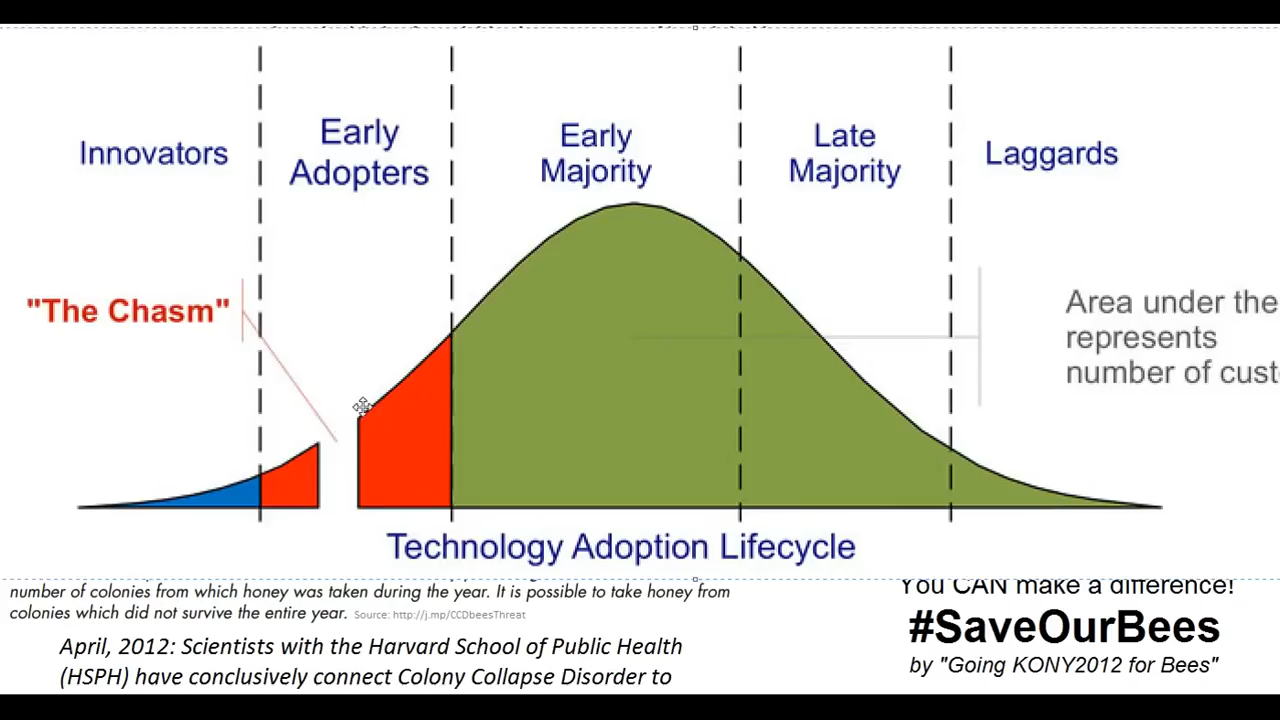 Innovators
Early
Adopters
Early
Majority
Late
Majority
Laggards
"The Chasm"
Area under the
represents
number of cust
Technology Adoption Lifecycle
number of colonies from which honey was taken during the year. It is possible to take honey from
colonies which did not survive the entire year. Source: http://j.mp/CCDbeesThreat
April, 2012: Scientists with the Harvard School of Public Health
(HSPH) have conclusively connect Colony Collapse Disorder to
You CAN make a difference!
#SaveOurBees
by "Going KONY2012 for Bees"